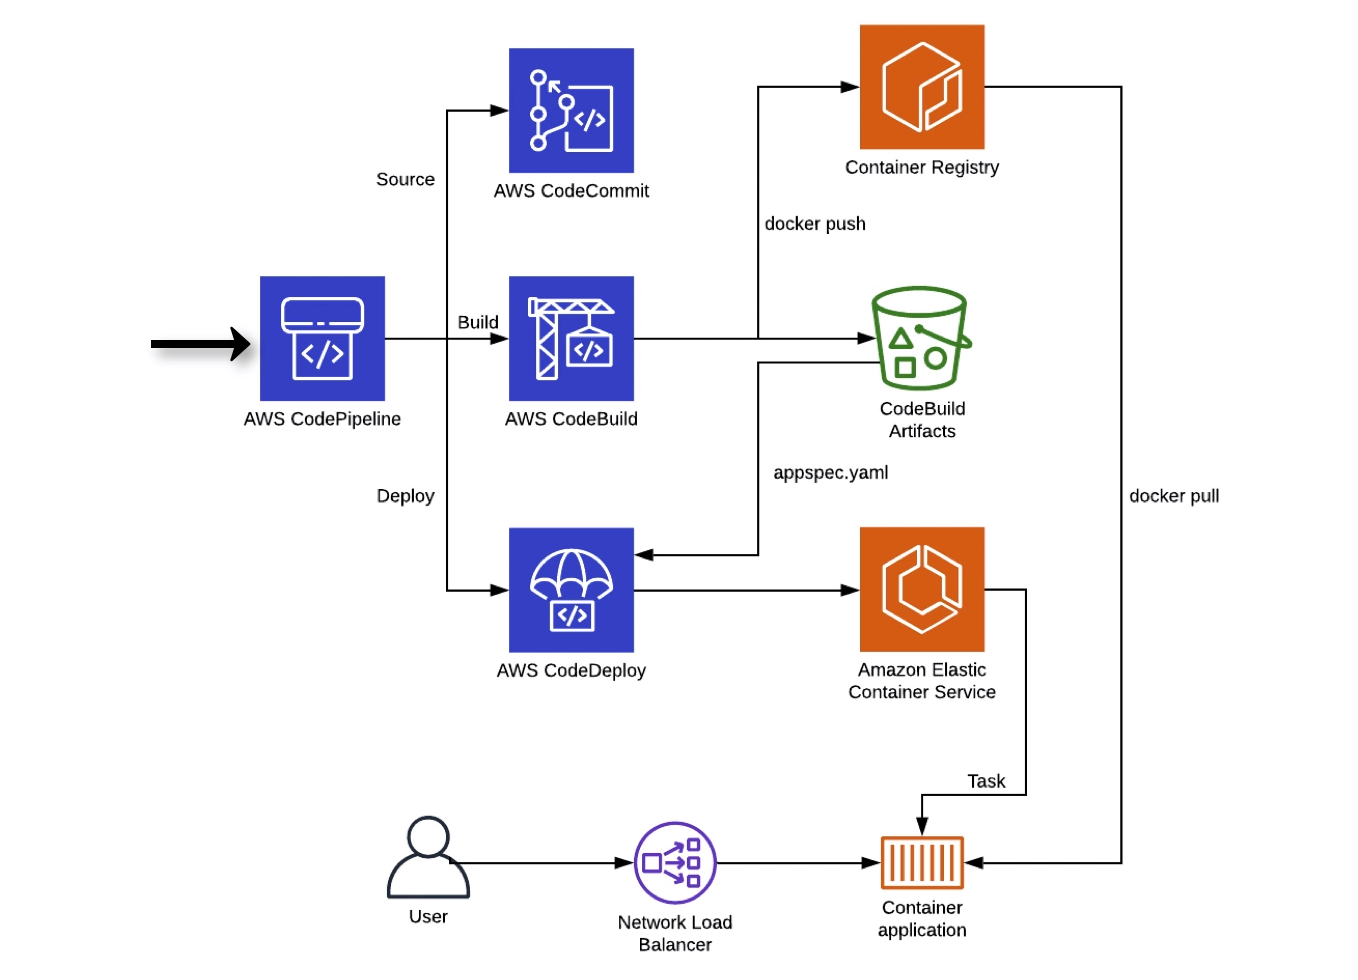 Container Registry
Source
AWS CodeCommit
docker push
Build
AWS CodePipeline
AWS CodeBuild
CodeBuild
Artifacts
appspec.yaml
Deploy
docker pull
AWS CodeDeploy
Amazon Elastic
Container Service
Task
User
Network Load
Balancer
Container
application